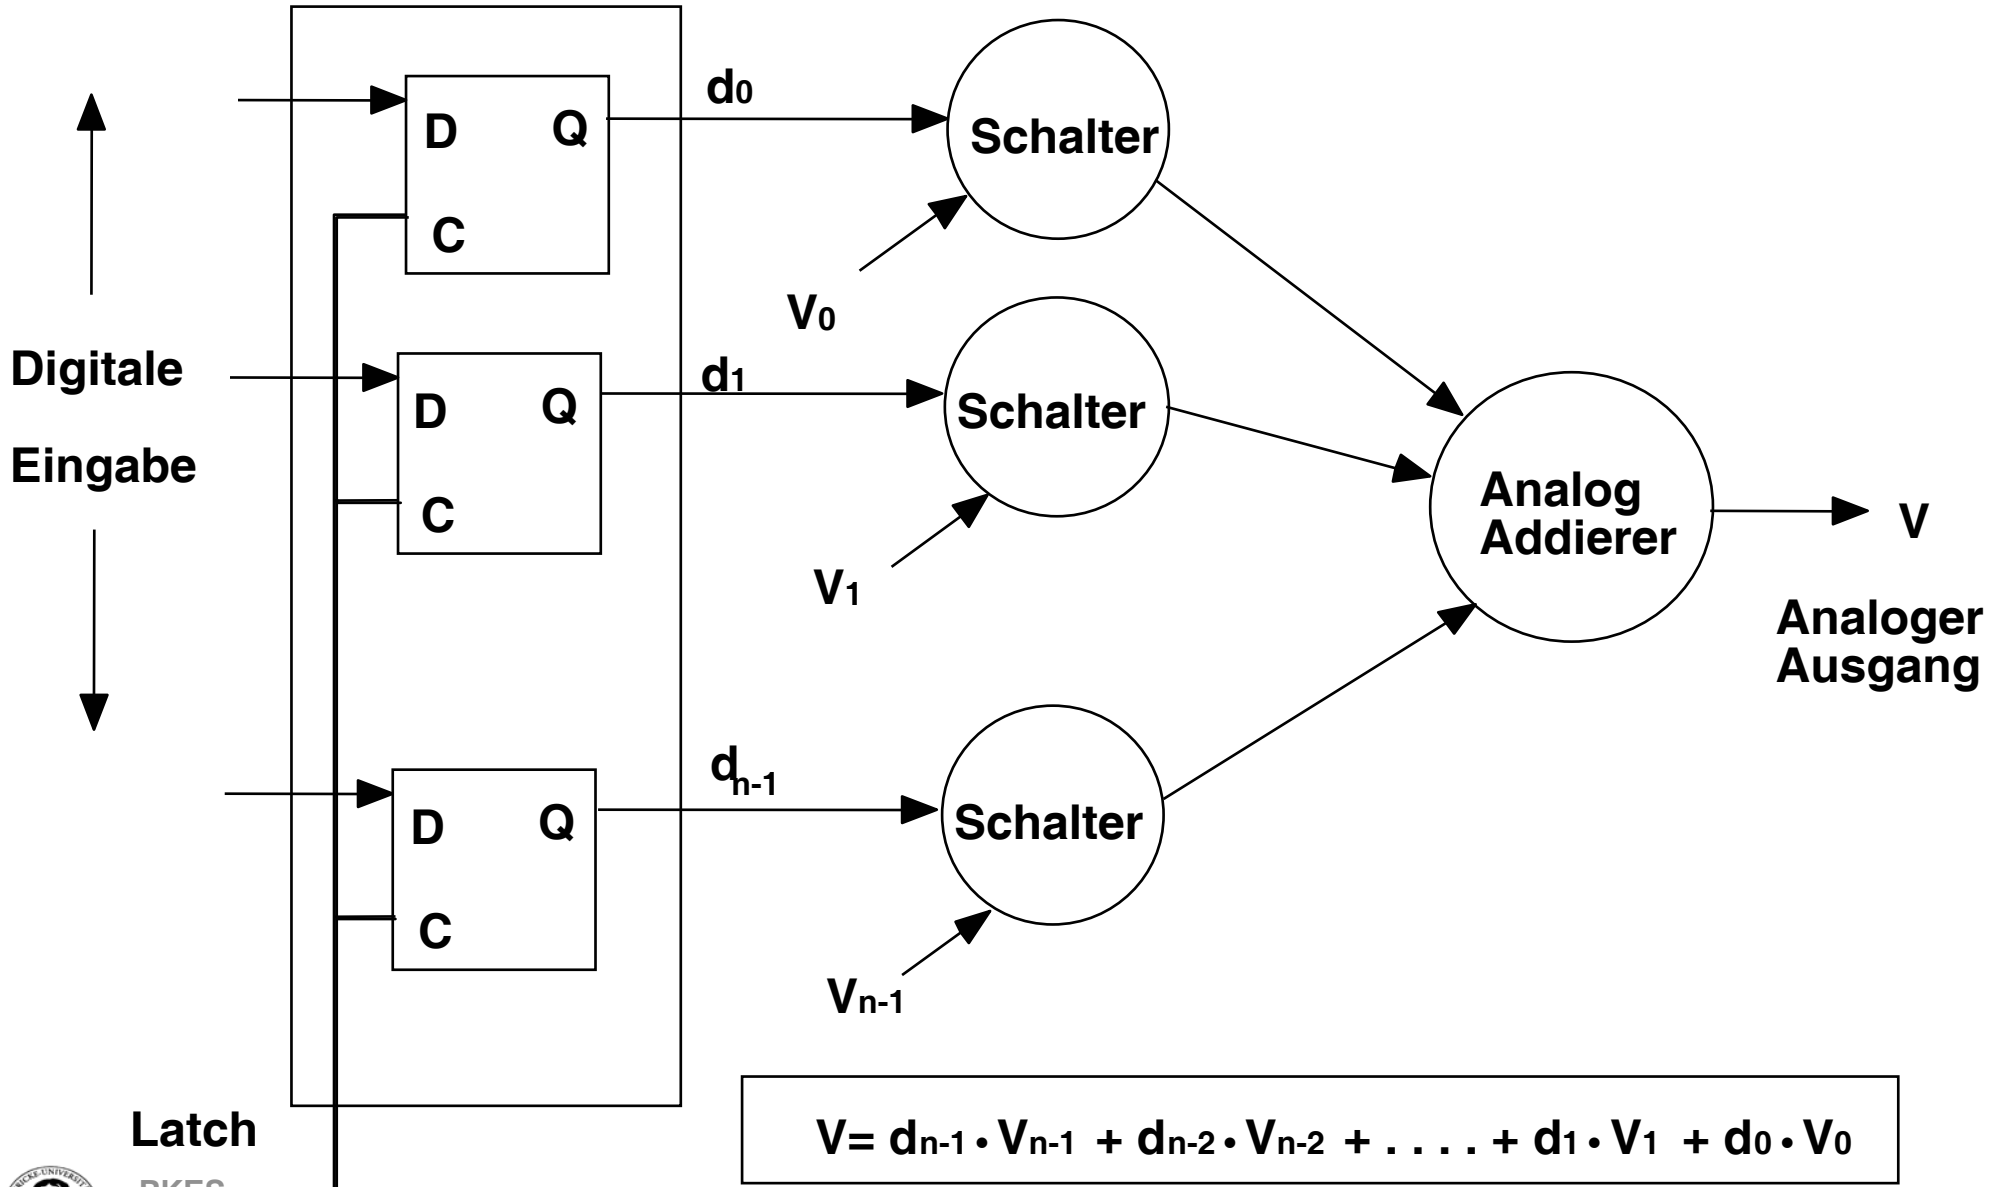 d0
D Q
Schalter
C
V0
Digitale
d1
D Q
Schalter
Eingabe
C
Analog
Addierer
V
V1
Analoger
Ausgang
dn-1
D Q
Schalter
C
Vn-1
Latch
V= dn-1 • Vn-1 + dn-2 • Vn-2 + . . . . + d1 • V1 + d0 • V0